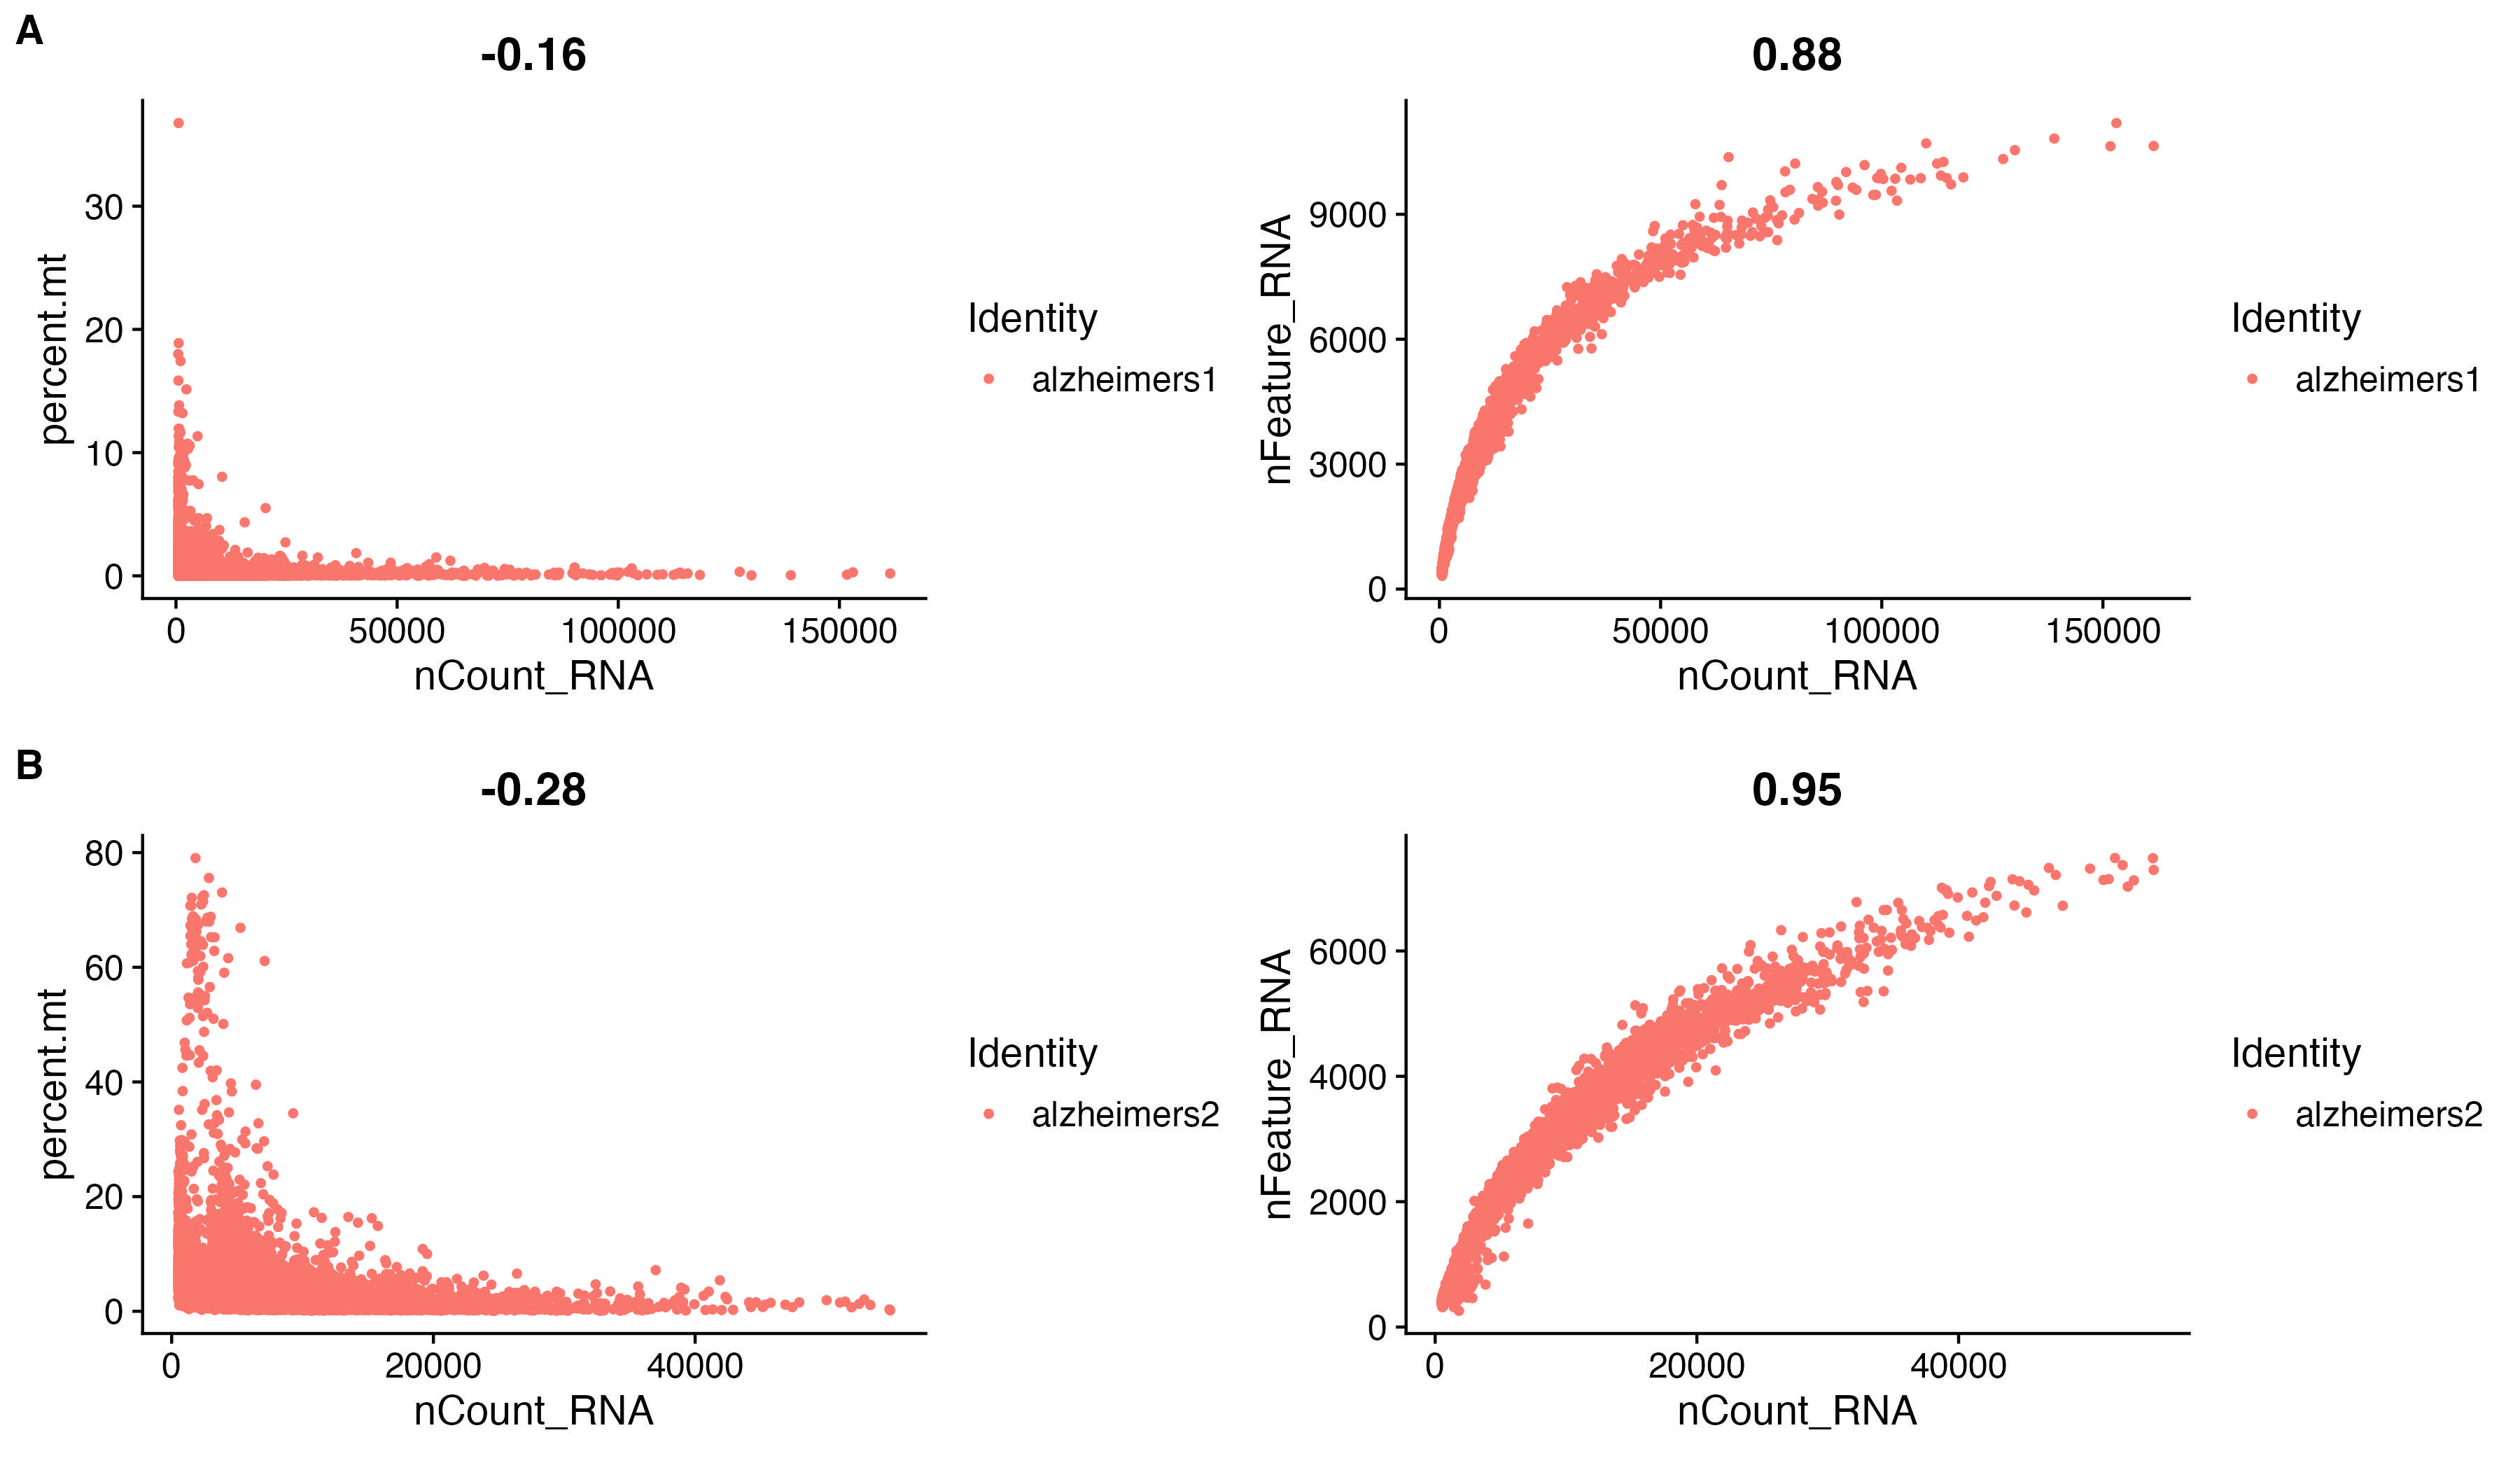 A
-0.16
percent.mt
30
20
10
0
0 50000 100000 150000
nCount_RNA
Identity
alzheimers1
0.88
nFeature_RNA
9000
6000
3000
0
0 50000 100000 150000
nCount_RNA
Identity
alzheimers1
B
-0.28
percent.mt
80
60
40
20
0
0 20000 40000
nCount_RNA
Identity
alzheimers2
0.95
nFeature_RNA
6000
4000
2000
0
0 20000 40000
nCount_RNA
Identity
alzheimers2